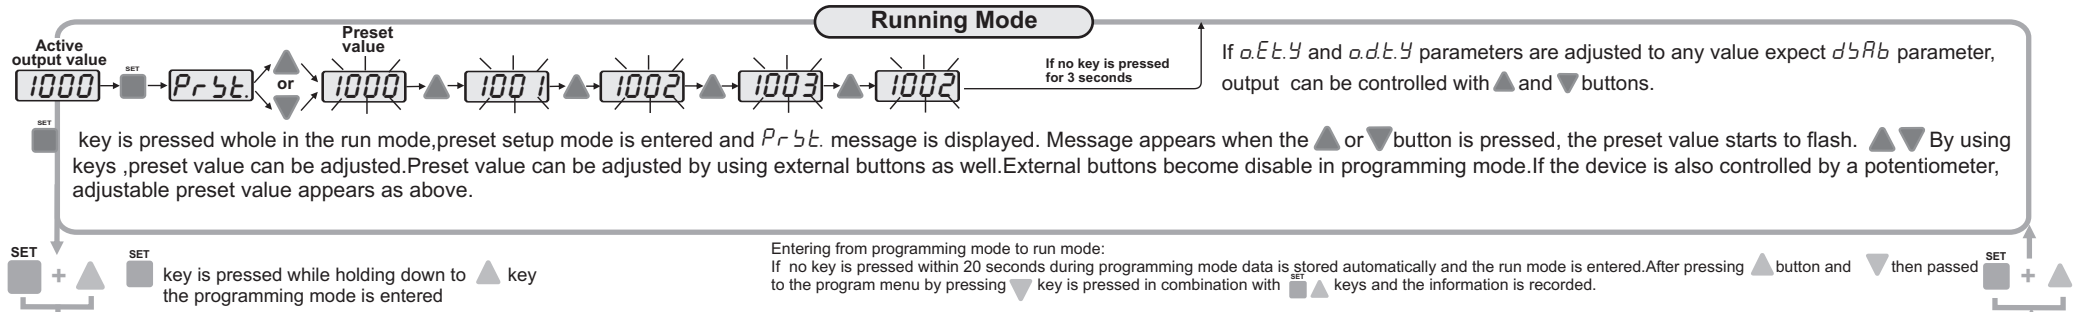 Running Mode
Active
output value
Preset
value
1000
SET
PrSt.
or
1000
1001
1002
1003
1002
If no key is pressed
for 3 seconds
If o.Et.Y and o.d.t.Y parameters are adjusted to any value expect dSAb parameter,
output can be controlled with ▲ and ▼ buttons.
SET
key is pressed whole in the run mode,preset setup mode is entered and PrSt. message is displayed. Message appears when the ▲ or ▼ button is pressed, the preset value starts to flash. ▲ ▼ By using
keys ,preset value can be adjusted.Preset value can be adjusted by using external buttons as well.External buttons become disable in programming mode.If the device is also controlled by a potentiometer,
adjustable preset value appears as above.
SET
+
SET
key is pressed while holding down to ▲ key
the programming mode is entered
Entering from programming mode to run mode:
If no key is pressed within 20 seconds during programming mode data is stored automatically and the run mode is entered.After pressing ▲ button and ▼ then passed
to the program menu by pressing ▼ key is pressed in combination with SET ▲ keys and the information is recorded.
SET
+